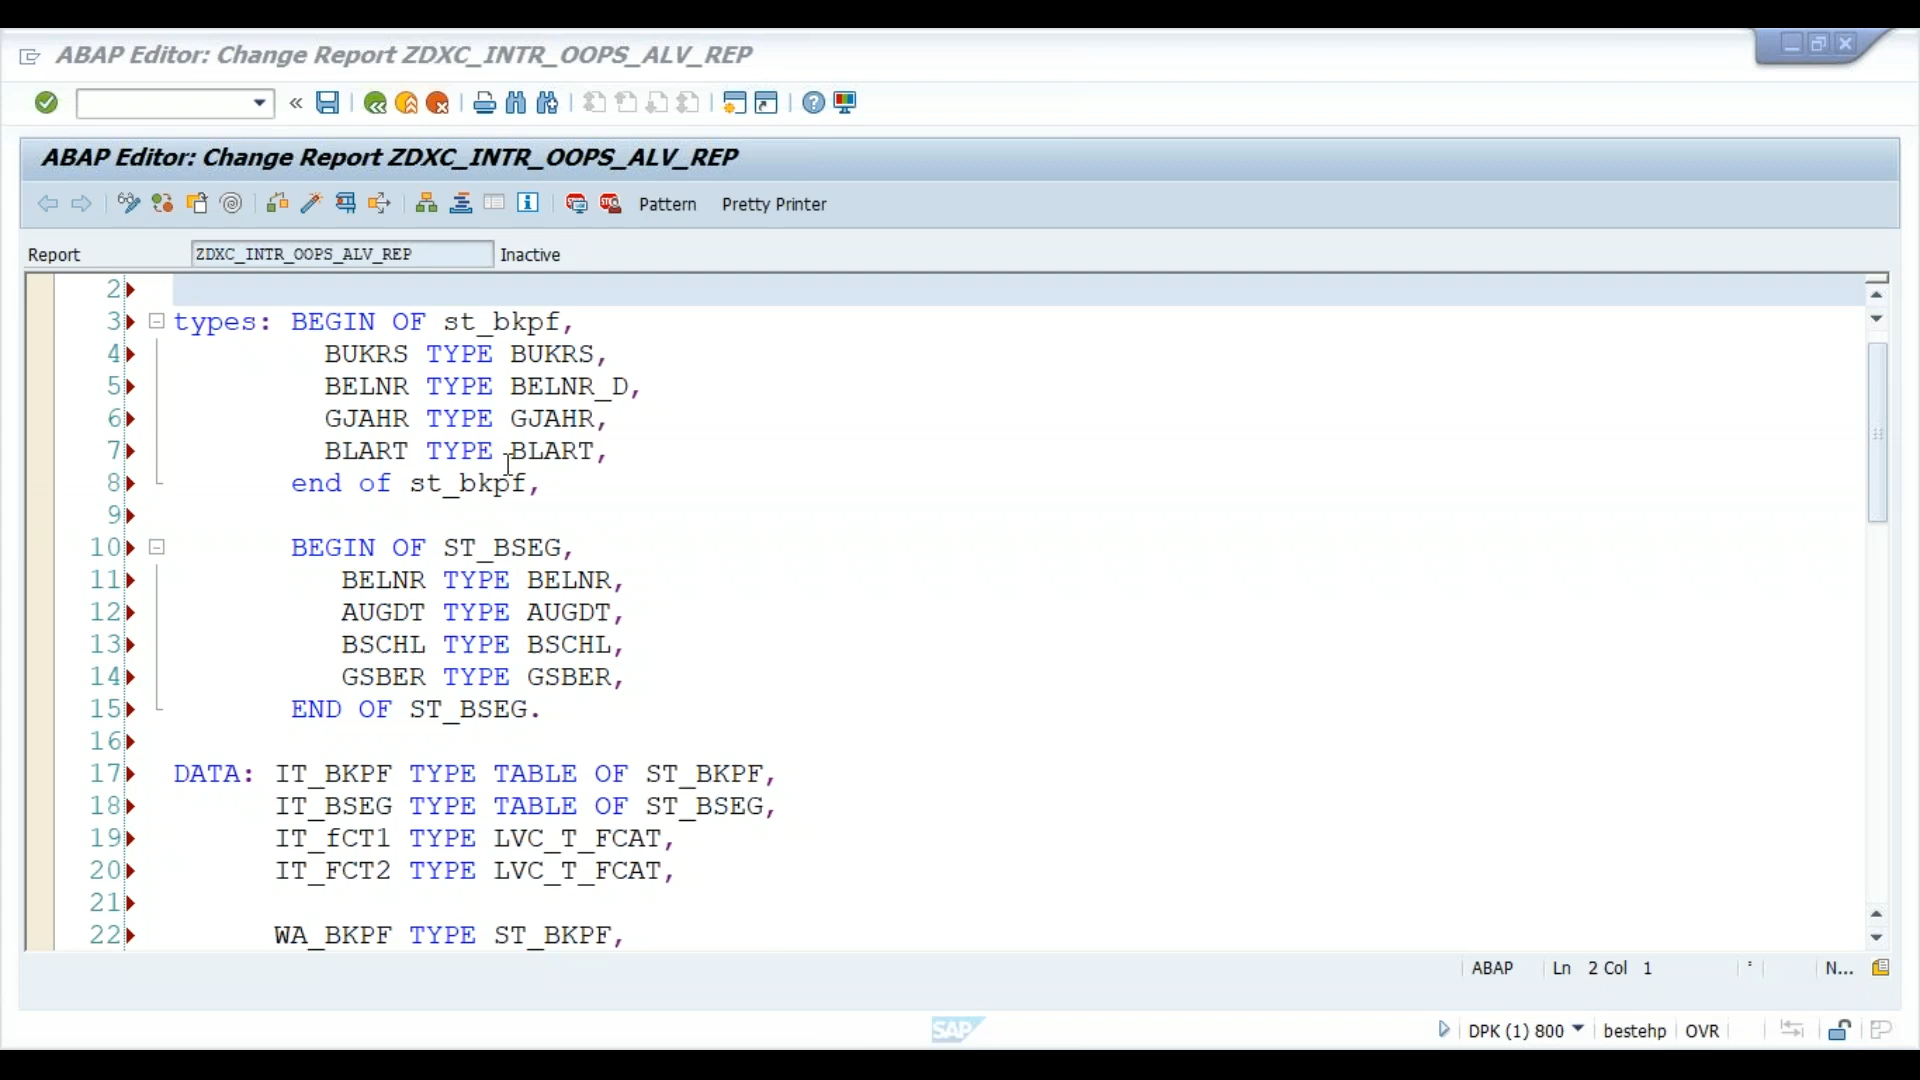 ABAP Editor: Change Report ZDXC_INTR_OOPS_ALV_REP
ABAP Editor: Change Report ZDXC_INTR_OOPS_ALV_REP
Pattern Pretty Printer
Report ZDXC_INTR_OOPS_ALV_REP Inactive
2
3 types: BEGIN OF st_bkpf,
4 BUKRS TYPE BUKRS,
5 BELNR TYPE BELNR_D,
6 GJAHR TYPE GJAHR,
7 BLART TYPE BLART,
8 end of st_bkpf,
9
10 BEGIN OF ST_BSEG,
11 BELNR TYPE BELNR,
12 AUGDT TYPE AUGDT,
13 BSCHL TYPE BSCHL,
14 GSBER TYPE GSBER,
15 END OF ST_BSEG.
16
17 DATA: IT_BKPF TYPE TABLE OF ST_BKPF,
18 IT_BSEG TYPE TABLE OF ST_BSEG,
19 IT_fCT1 TYPE LVC_T_FCAT,
20 IT_FCT2 TYPE LVC_T_FCAT,
21
22 WA_BKPF TYPE ST_BKPF,
ABAP Ln 2 Col 1 N...
SAP DPK (1) 800 bestehp OVR